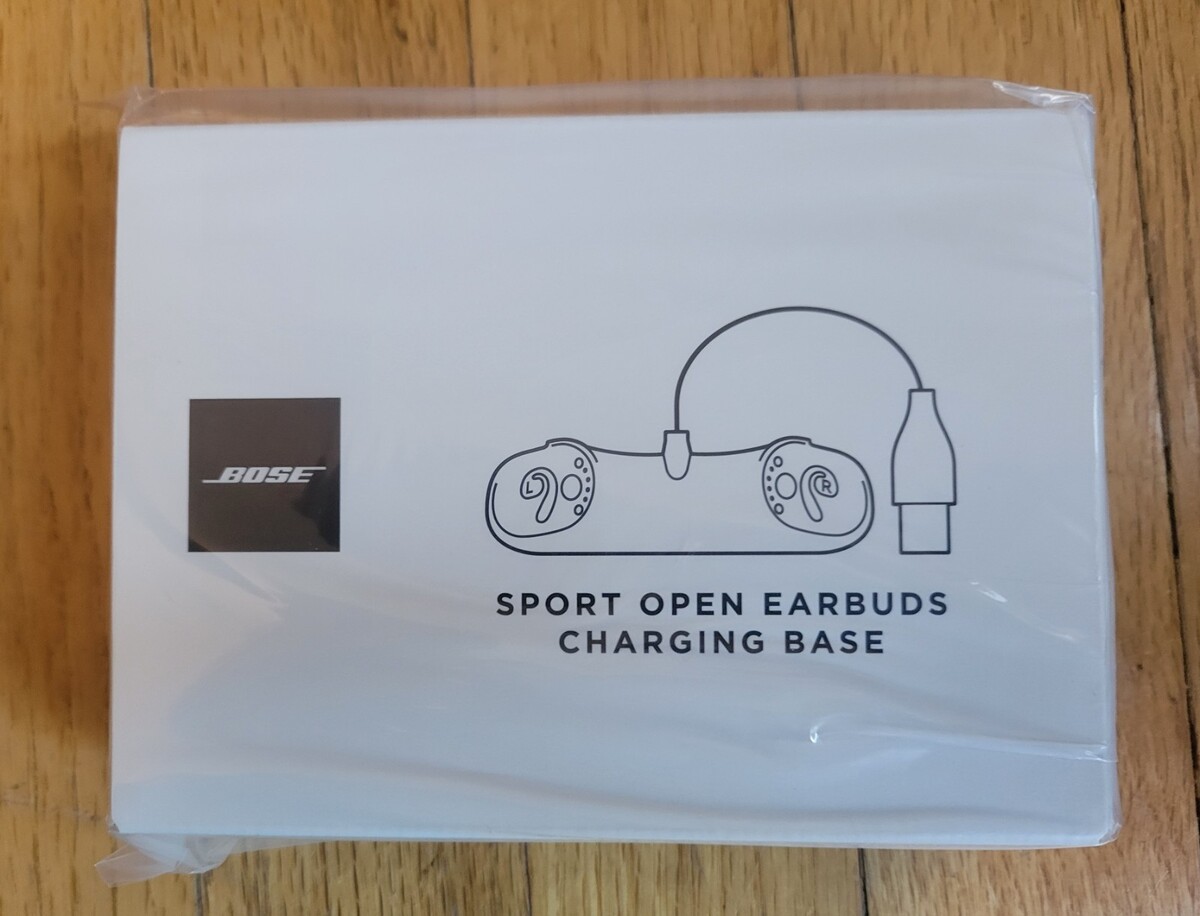 BOSE
L
R
SPORT OPEN EARBUDS
CHARGING BASE